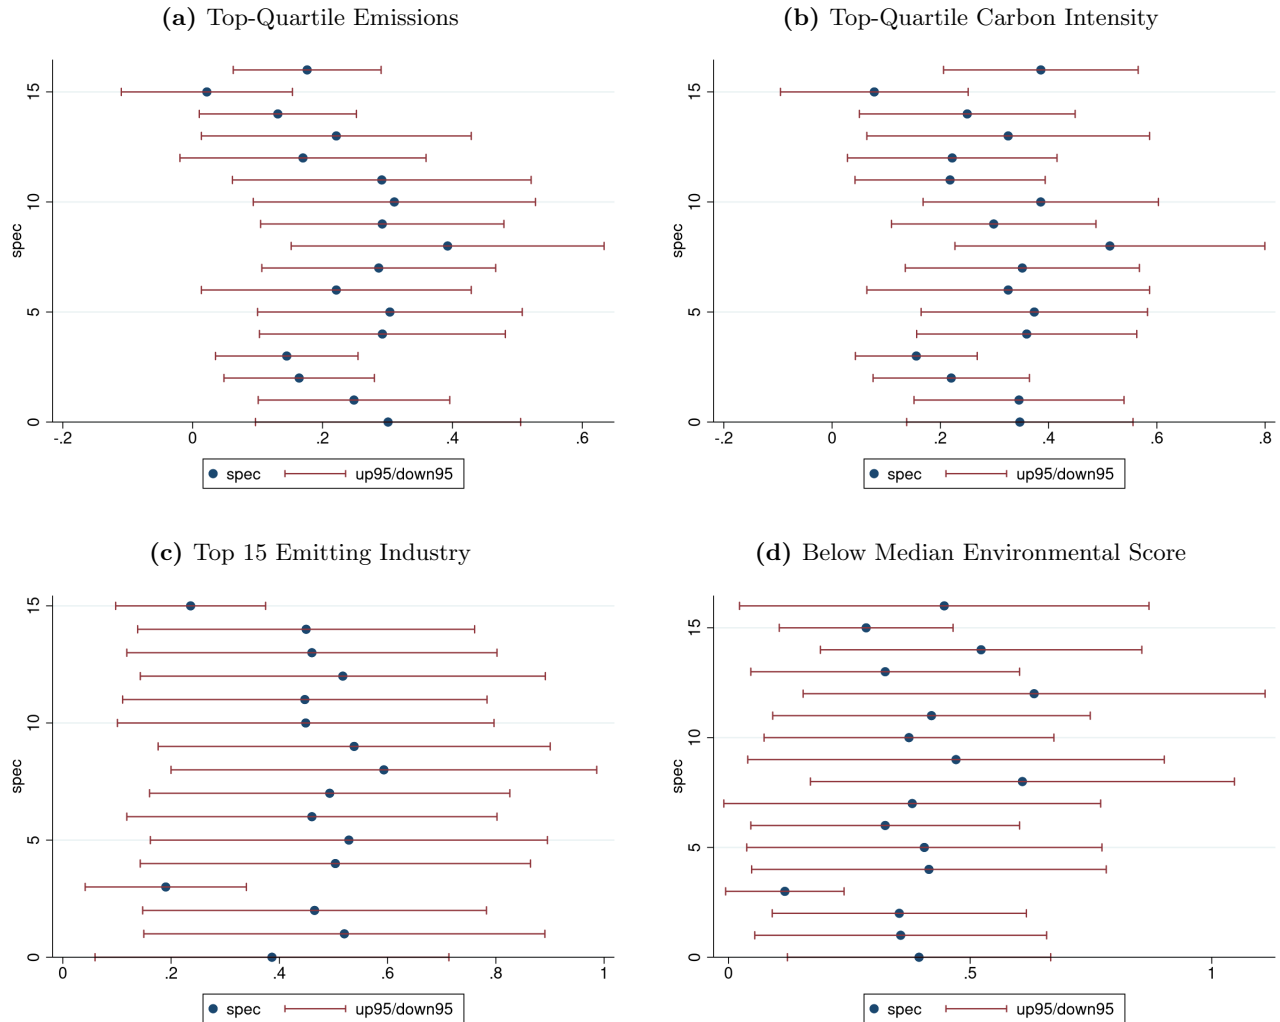 (a) Top-Quartile Emissions
(b) Top-Quartile Carbon Intensity
spec
15
10
5
0
-.2 0 .2 .4 .6
spec up95/down95
spec
15
10
5
0
-.2 0 .2 .4 .6 .8
spec up95/down95
(c) Top 15 Emitting Industry
(d) Below Median Environmental Score
spec
15
10
5
0
0 .2 .4 .6 .8 1
spec up95/down95
spec
15
10
5
0
0 .5 1
spec up95/down95